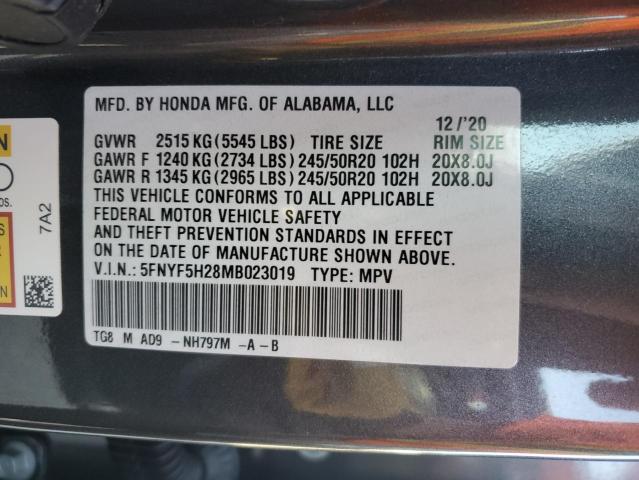 MFD. BY HONDA MFG. OF ALABAMA, LLC
12/'20
GVWR 2515 KG(5545 LBS) TIRE SIZE RIM SIZE
GAWR F 1240 KG(2734 LBS)245/50R20 102H 20X8.0J
GAWR R 1345 KG(2965 LBS)245/50R20 102H 20X8.0J
THIS VEHICLE CONFORMS TO ALL APPLICABLE
FEDERAL MOTOR VEHICLE SAFETY
AND THEFT PREVENTION STANDARDS IN EFFECT
ON THE DATE OF MANUFACTURE SHOWN ABOVE.
V.I.N.: 5FNYF5H28MB023019 TYPE: MPV
TG8 M AD9 -NH797M -A-B
7A2